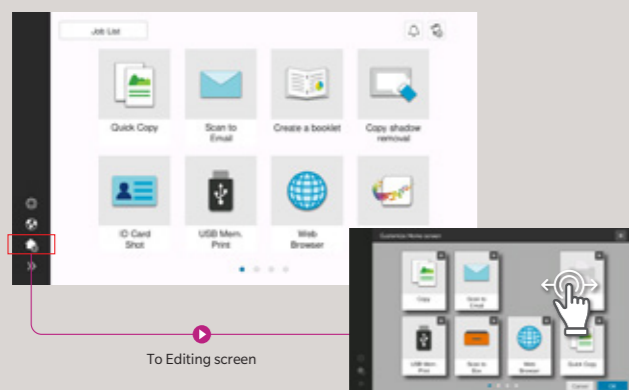 Job List
Quick Copy
Scan to
Email
Create a booklet
Copy shadow
removal
ID Card
Shot
USB Mem.
Print
Web
Browser
To Editing screen
Customize Home screen
Copy
Scan to
Email
USB Mem.
Print
Scan to
Box
Web
Browser
Quick Copy
Cancel
OK